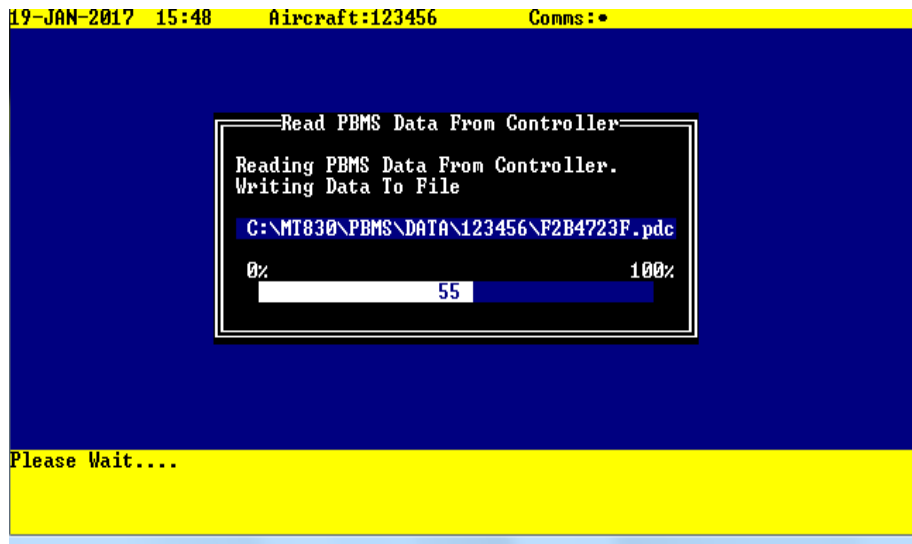 19-JAN-2017 15:48 Aircraft:123456 Comms:•
Read PBMS Data From Controller
Reading PBMS Data From Controller.
Writing Data To File
C:\MT830\PBMS\DATA\123456\F2B4723F.pdc
0% 100%
55
Please Wait....